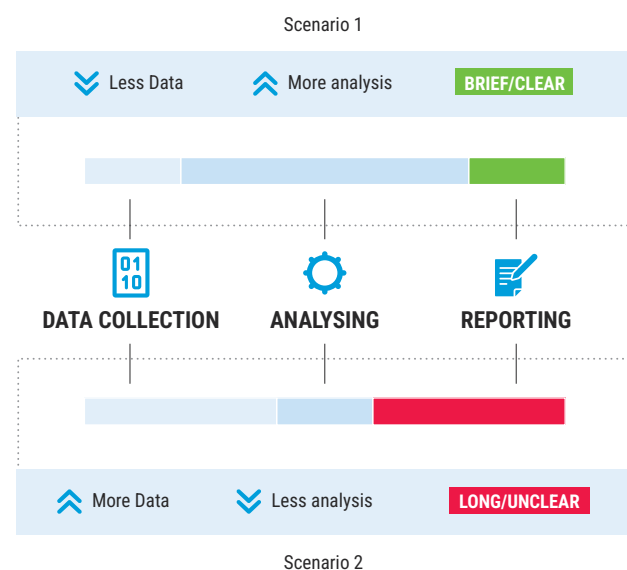 Scenario 1
Less Data
More analysis
BRIEF/CLEAR
01
10
DATA COLLECTION
ANALYSING
REPORTING
More Data
Less analysis
LONG/UNCLEAR
Scenario 2